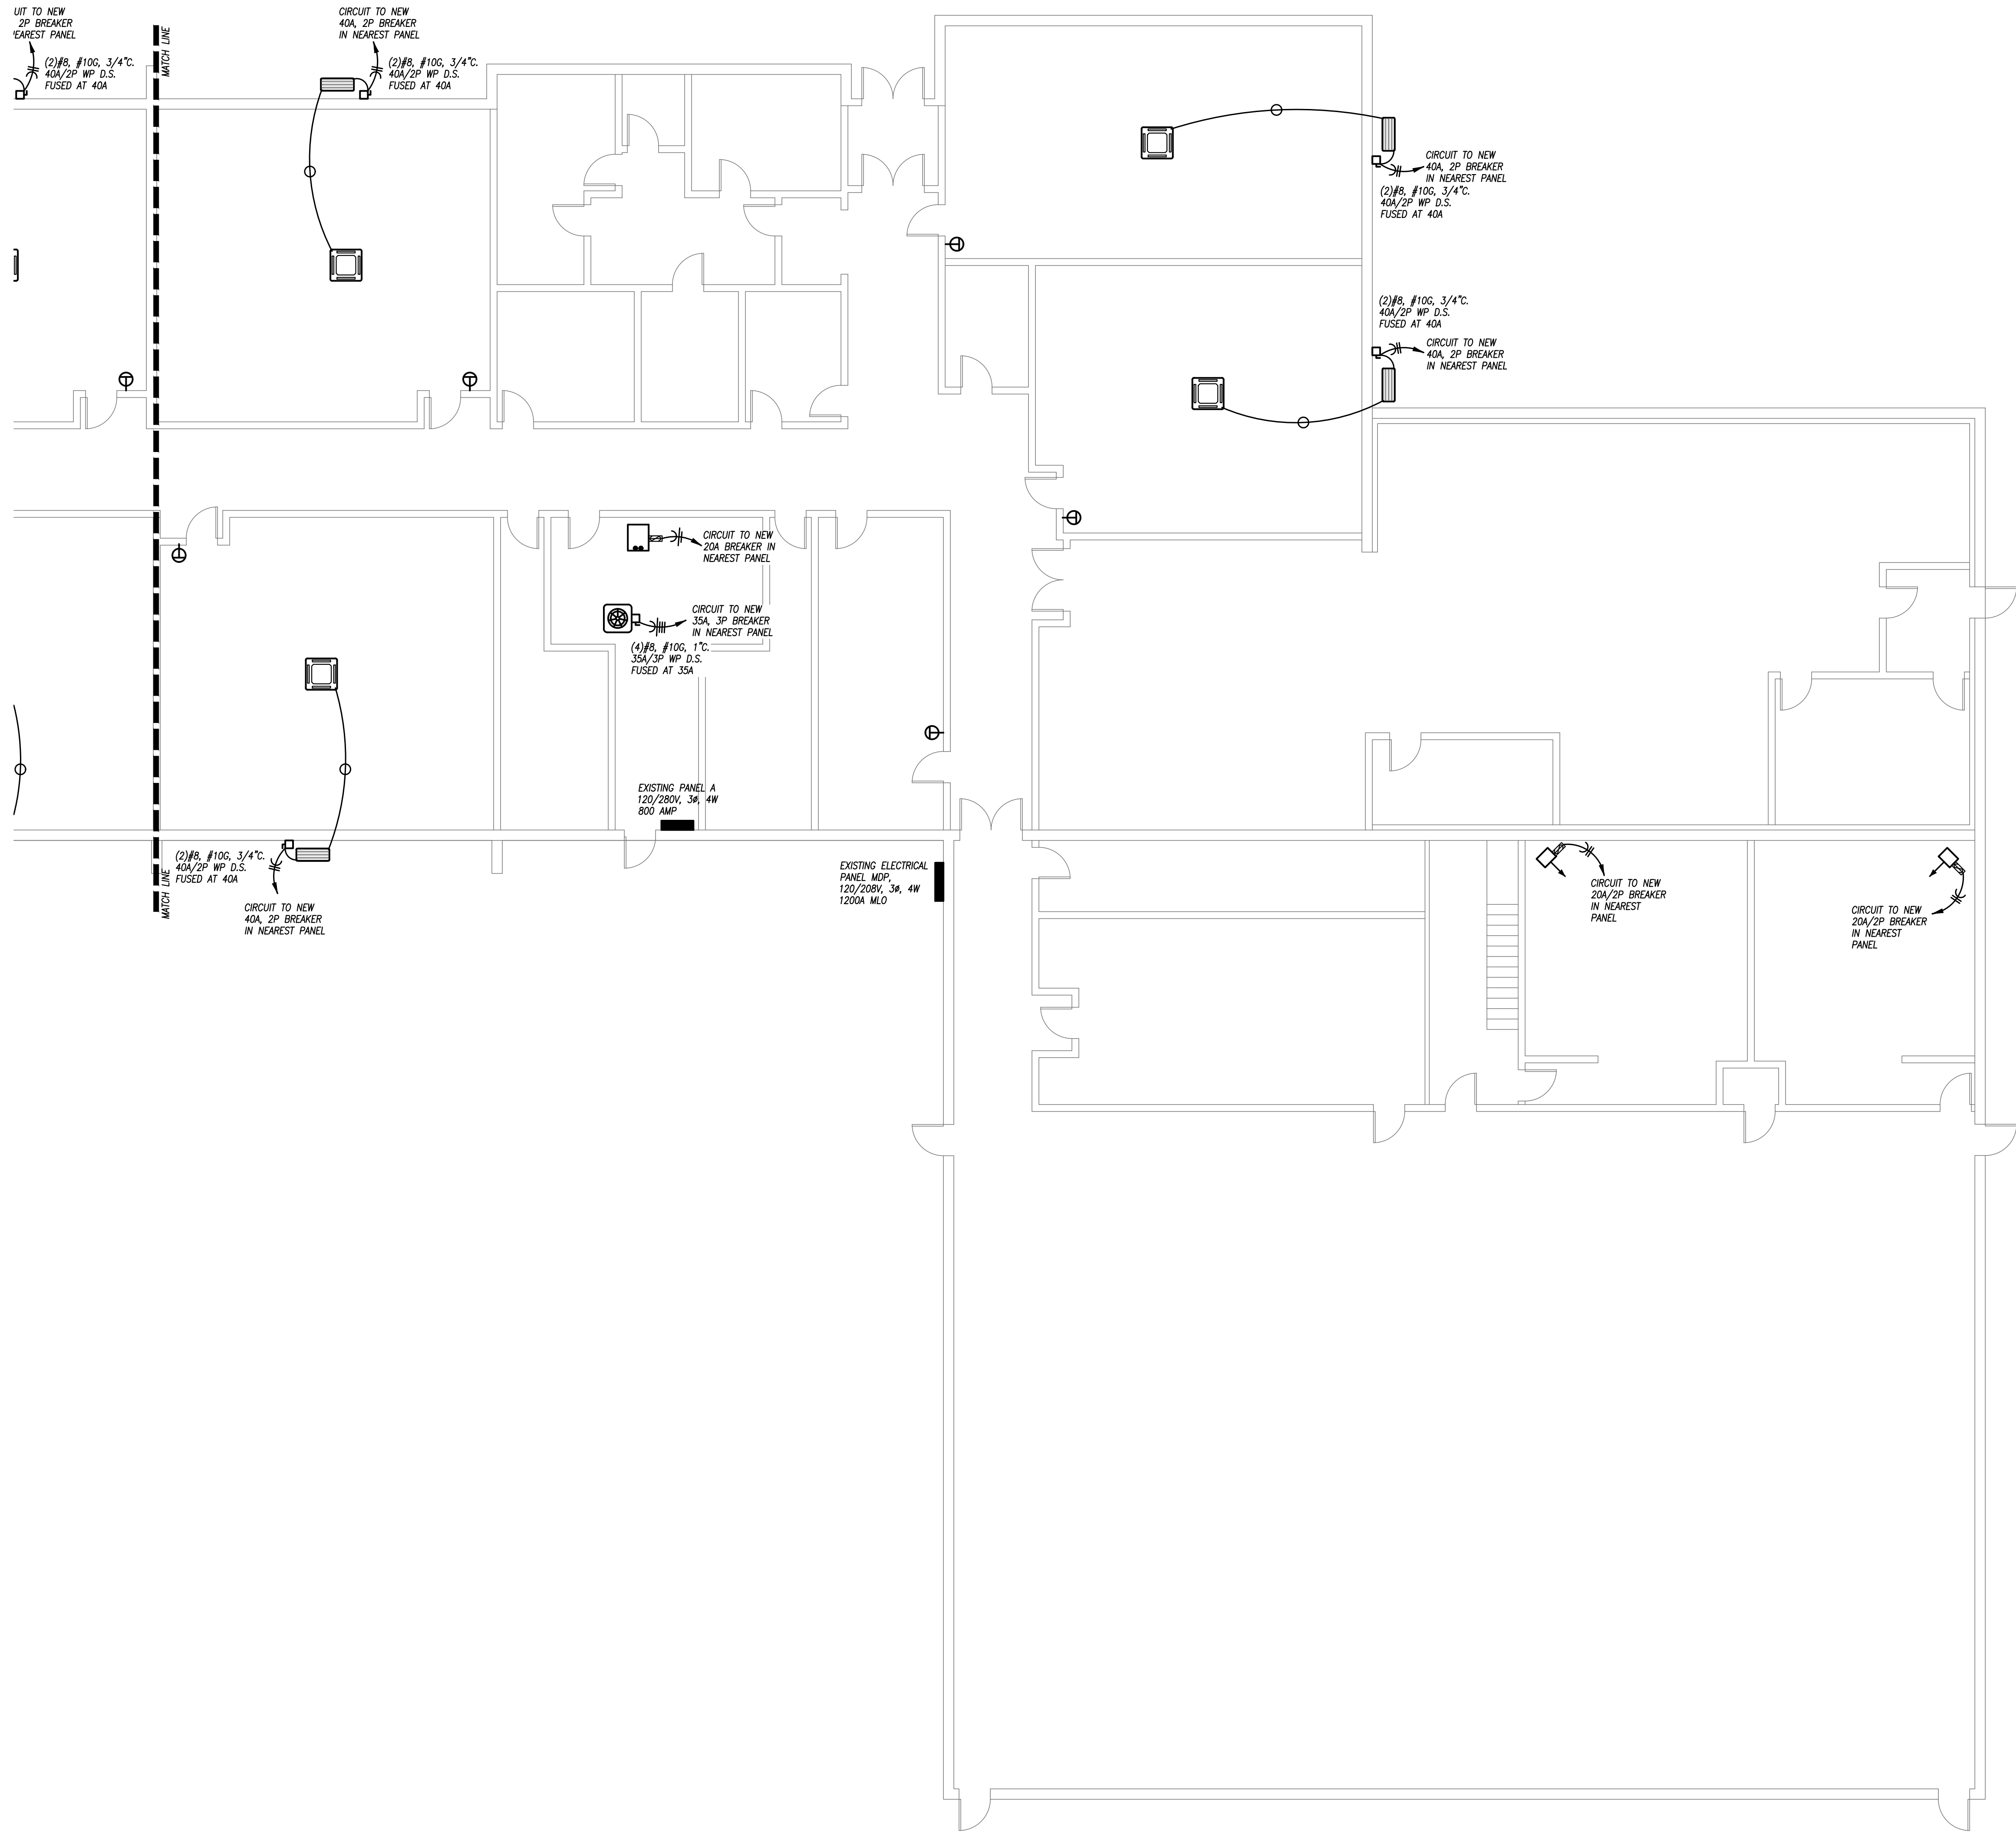 UIT TO NEW
2P BREAKER
EAREST PANEL
(2)#8, #10G, 3/4"C.
40A/2P WP D.S.
FUSED AT 40A
MATCH LINE
CIRCUIT TO NEW
40A, 2P BREAKER
IN NEAREST PANEL
(2)#8, #10G, 3/4"C.
40A/2P WP D.S.
FUSED AT 40A
CIRCUIT TO NEW
40A, 2P BREAKER
IN NEAREST PANEL
(2)#8, #10G, 3/4"C.
40A/2P WP D.S.
FUSED AT 40A
(2)#8, #10G, 3/4"C.
40A/2P WP D.S.
FUSED AT 40A
CIRCUIT TO NEW
40A, 2P BREAKER
IN NEAREST PANEL
CIRCUIT TO NEW
20A BREAKER IN
NEAREST PANEL
CIRCUIT TO NEW
35A, 3P BREAKER
IN NEAREST PANEL
(4)#8, #10G, 1"C.
35A/3P WP D.S.
FUSED AT 35A
EXISTING PANEL A
120/280V, 3ø, 4W
800 AMP
(2)#8, #10G, 3/4"C.
40A/2P WP D.S.
FUSED AT 40A
MATCH LINE
CIRCUIT TO NEW
40A, 2P BREAKER
IN NEAREST PANEL
EXISTING ELECTRICAL
PANEL MDP,
120/208V, 3ø, 4W
1200A MLO
CIRCUIT TO NEW
20A/2P BREAKER
IN NEAREST
PANEL
CIRCUIT TO NEW
20A/2P BREAKER
IN NEAREST
PANEL